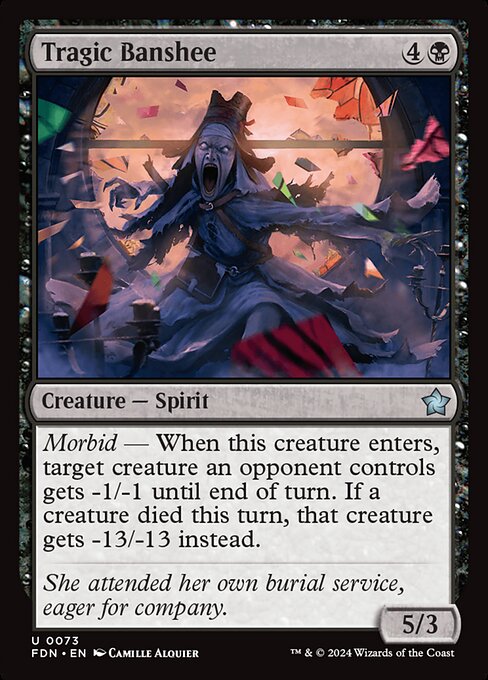 Tragic Banshee 4
Creature — Spirit
Morbid — When this creature enters,
target creature an opponent controls
gets -1/-1 until end of turn. If a
creature died this turn, that creature
gets -13/-13 instead.
She attended her own burial service,
eager for company.
5/3
U 0073
FDN • EN Camille Alquier
™ & © 2024 Wizards of the Coast